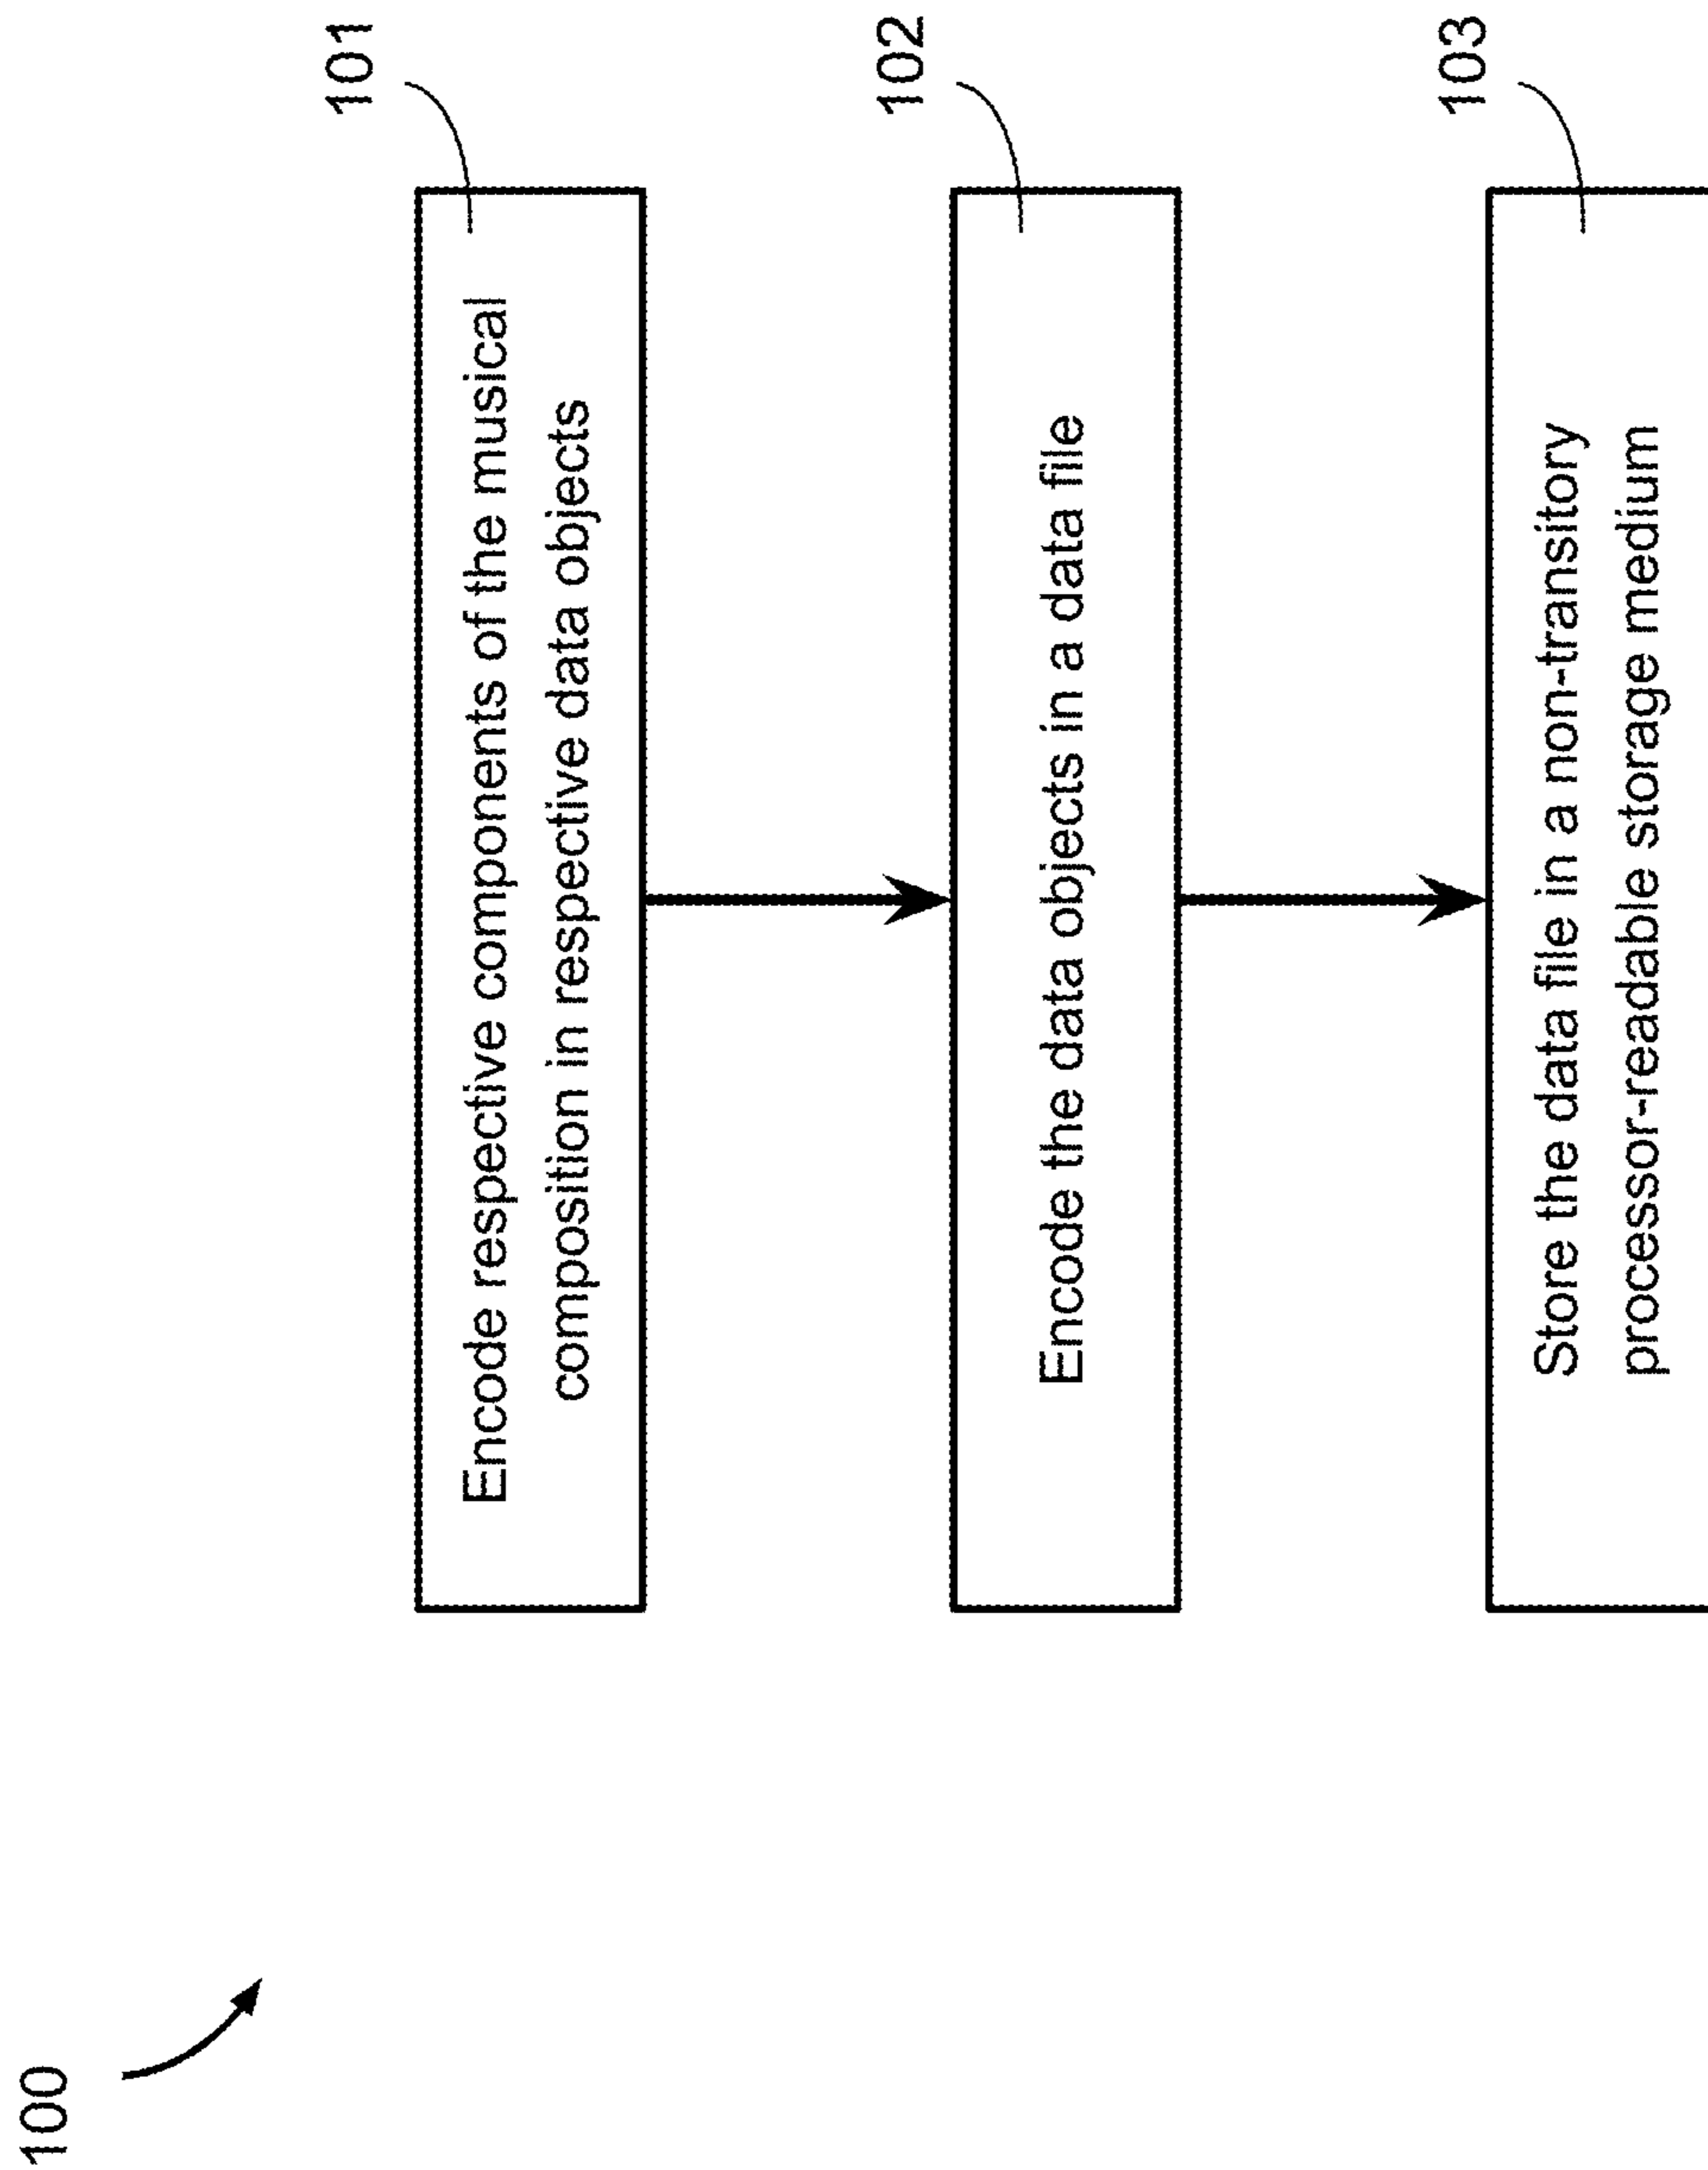 100
101
Encode respective components of the musical
composition in respective data objects
102
Encode the data objects in a data file
103
Store the data file in a non-transitory
processor-readable storage medium